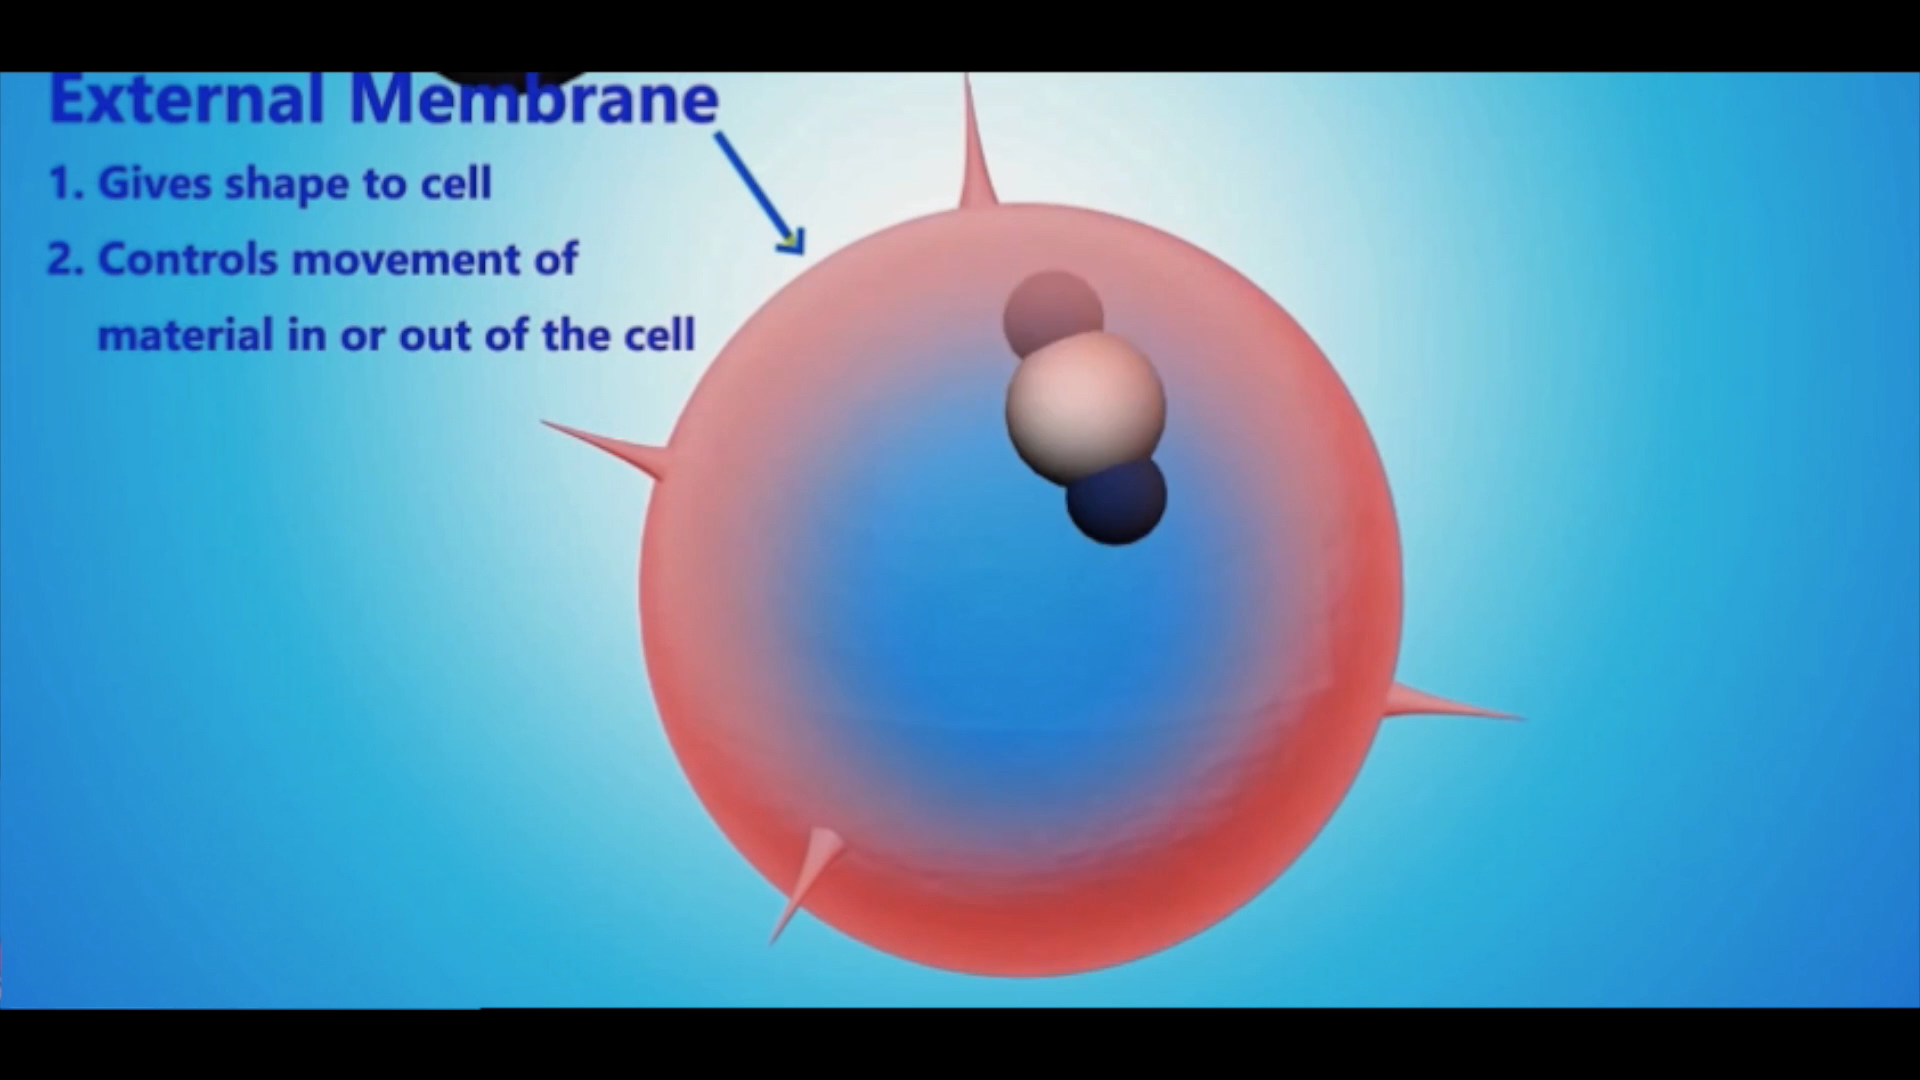 External Membrane
1. Gives shape to cell
2. Controls movement of
material in or out of the cell